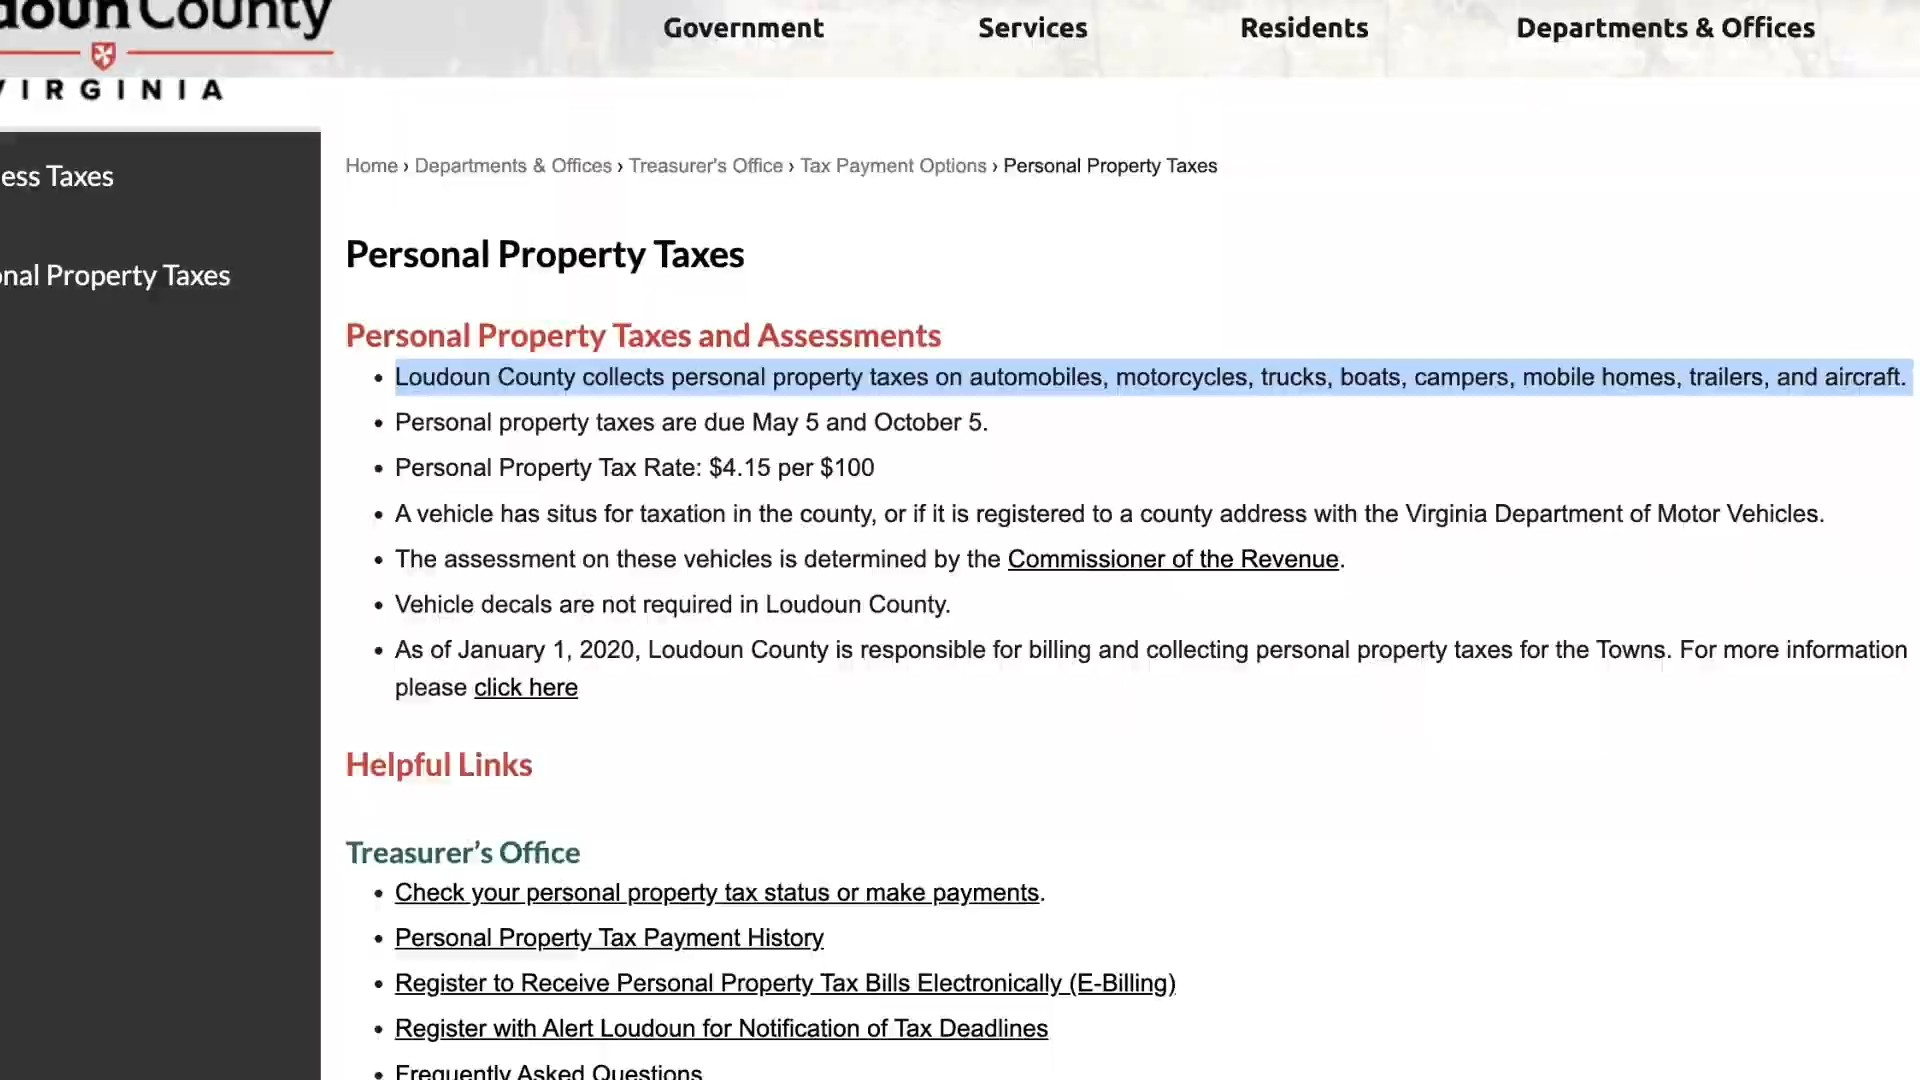 doun County
VIRGINIA
Government
Services
Residents
Departments & Offices
ess Taxes
onal Property Taxes
Home › Departments & Offices › Treasurer's Office › Tax Payment Options › Personal Property Taxes
Personal Property Taxes
Personal Property Taxes and Assessments
• Loudoun County collects personal property taxes on automobiles, motorcycles, trucks, boats, campers, mobile homes, trailers, and aircraft.
• Personal property taxes are due May 5 and October 5.
• Personal Property Tax Rate: $4.15 per $100
• A vehicle has situs for taxation in the county, or if it is registered to a county address with the Virginia Department of Motor Vehicles.
• The assessment on these vehicles is determined by the Commissioner of the Revenue.
• Vehicle decals are not required in Loudoun County.
• As of January 1, 2020, Loudoun County is responsible for billing and collecting personal property taxes for the Towns. For more information
please click here
Helpful Links
Treasurer’s Office
• Check your personal property tax status or make payments.
• Personal Property Tax Payment History
• Register to Receive Personal Property Tax Bills Electronically (E-Billing)
• Register with Alert Loudoun for Notification of Tax Deadlines
• Frequently Asked Questions